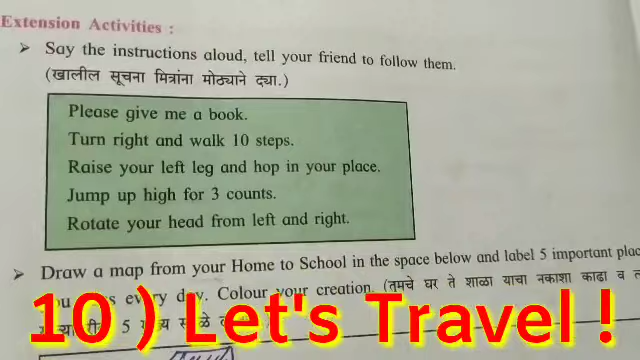 Extension Activities :
➤ Say the instructions aloud, tell your friend to follow them.
(खालील सूचना मित्रांना मोठ्याने द्या.)
Please give me a book.
Turn right and walk 10 steps.
Raise your left leg and hop in your place.
Jump up high for 3 counts.
Rotate your head from left and right.
➤ Draw a map from your Home to School in the space below and label 5 important
every day. Colour your creation. (तुमचे घर ते शाळा याचा नकाशा काढा व
10 ) Let's Travel !